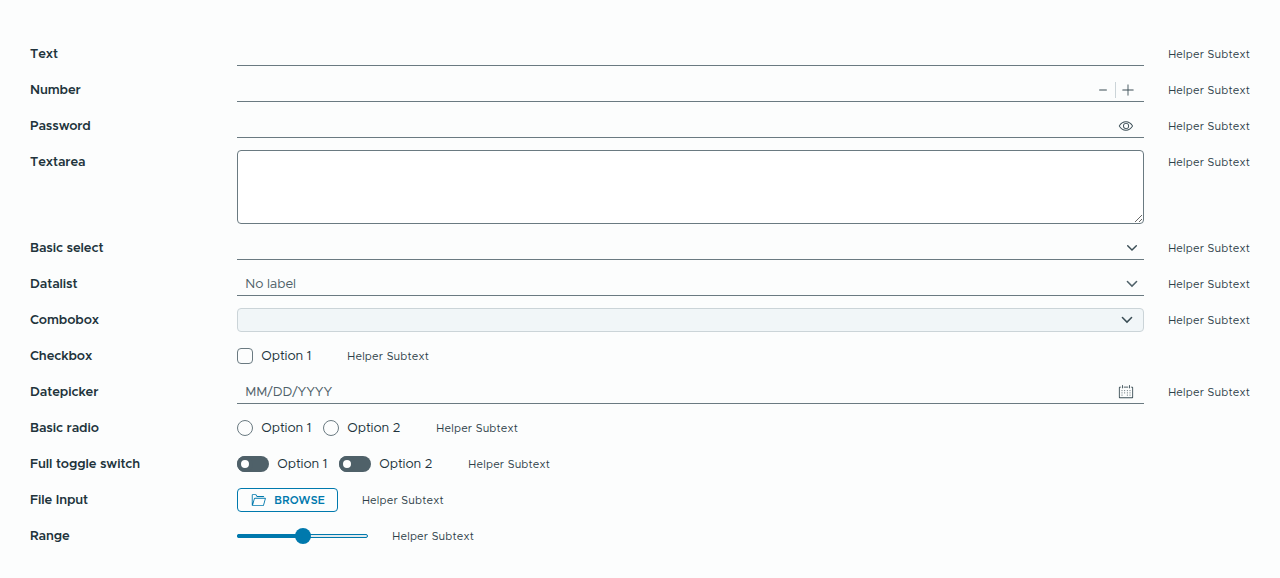 Text Helper Subtext
Number Helper Subtext
Password Helper Subtext
Textarea Helper Subtext
Basic select Helper Subtext
Datalist No label Helper Subtext
Combobox Helper Subtext
Checkbox Option 1 Helper Subtext
Datepicker MM/DD/YYYY Helper Subtext
Basic radio Option 1 Option 2 Helper Subtext
Full toggle switch Option 1 Option 2 Helper Subtext
File Input BROWSE Helper Subtext
Range Helper Subtext